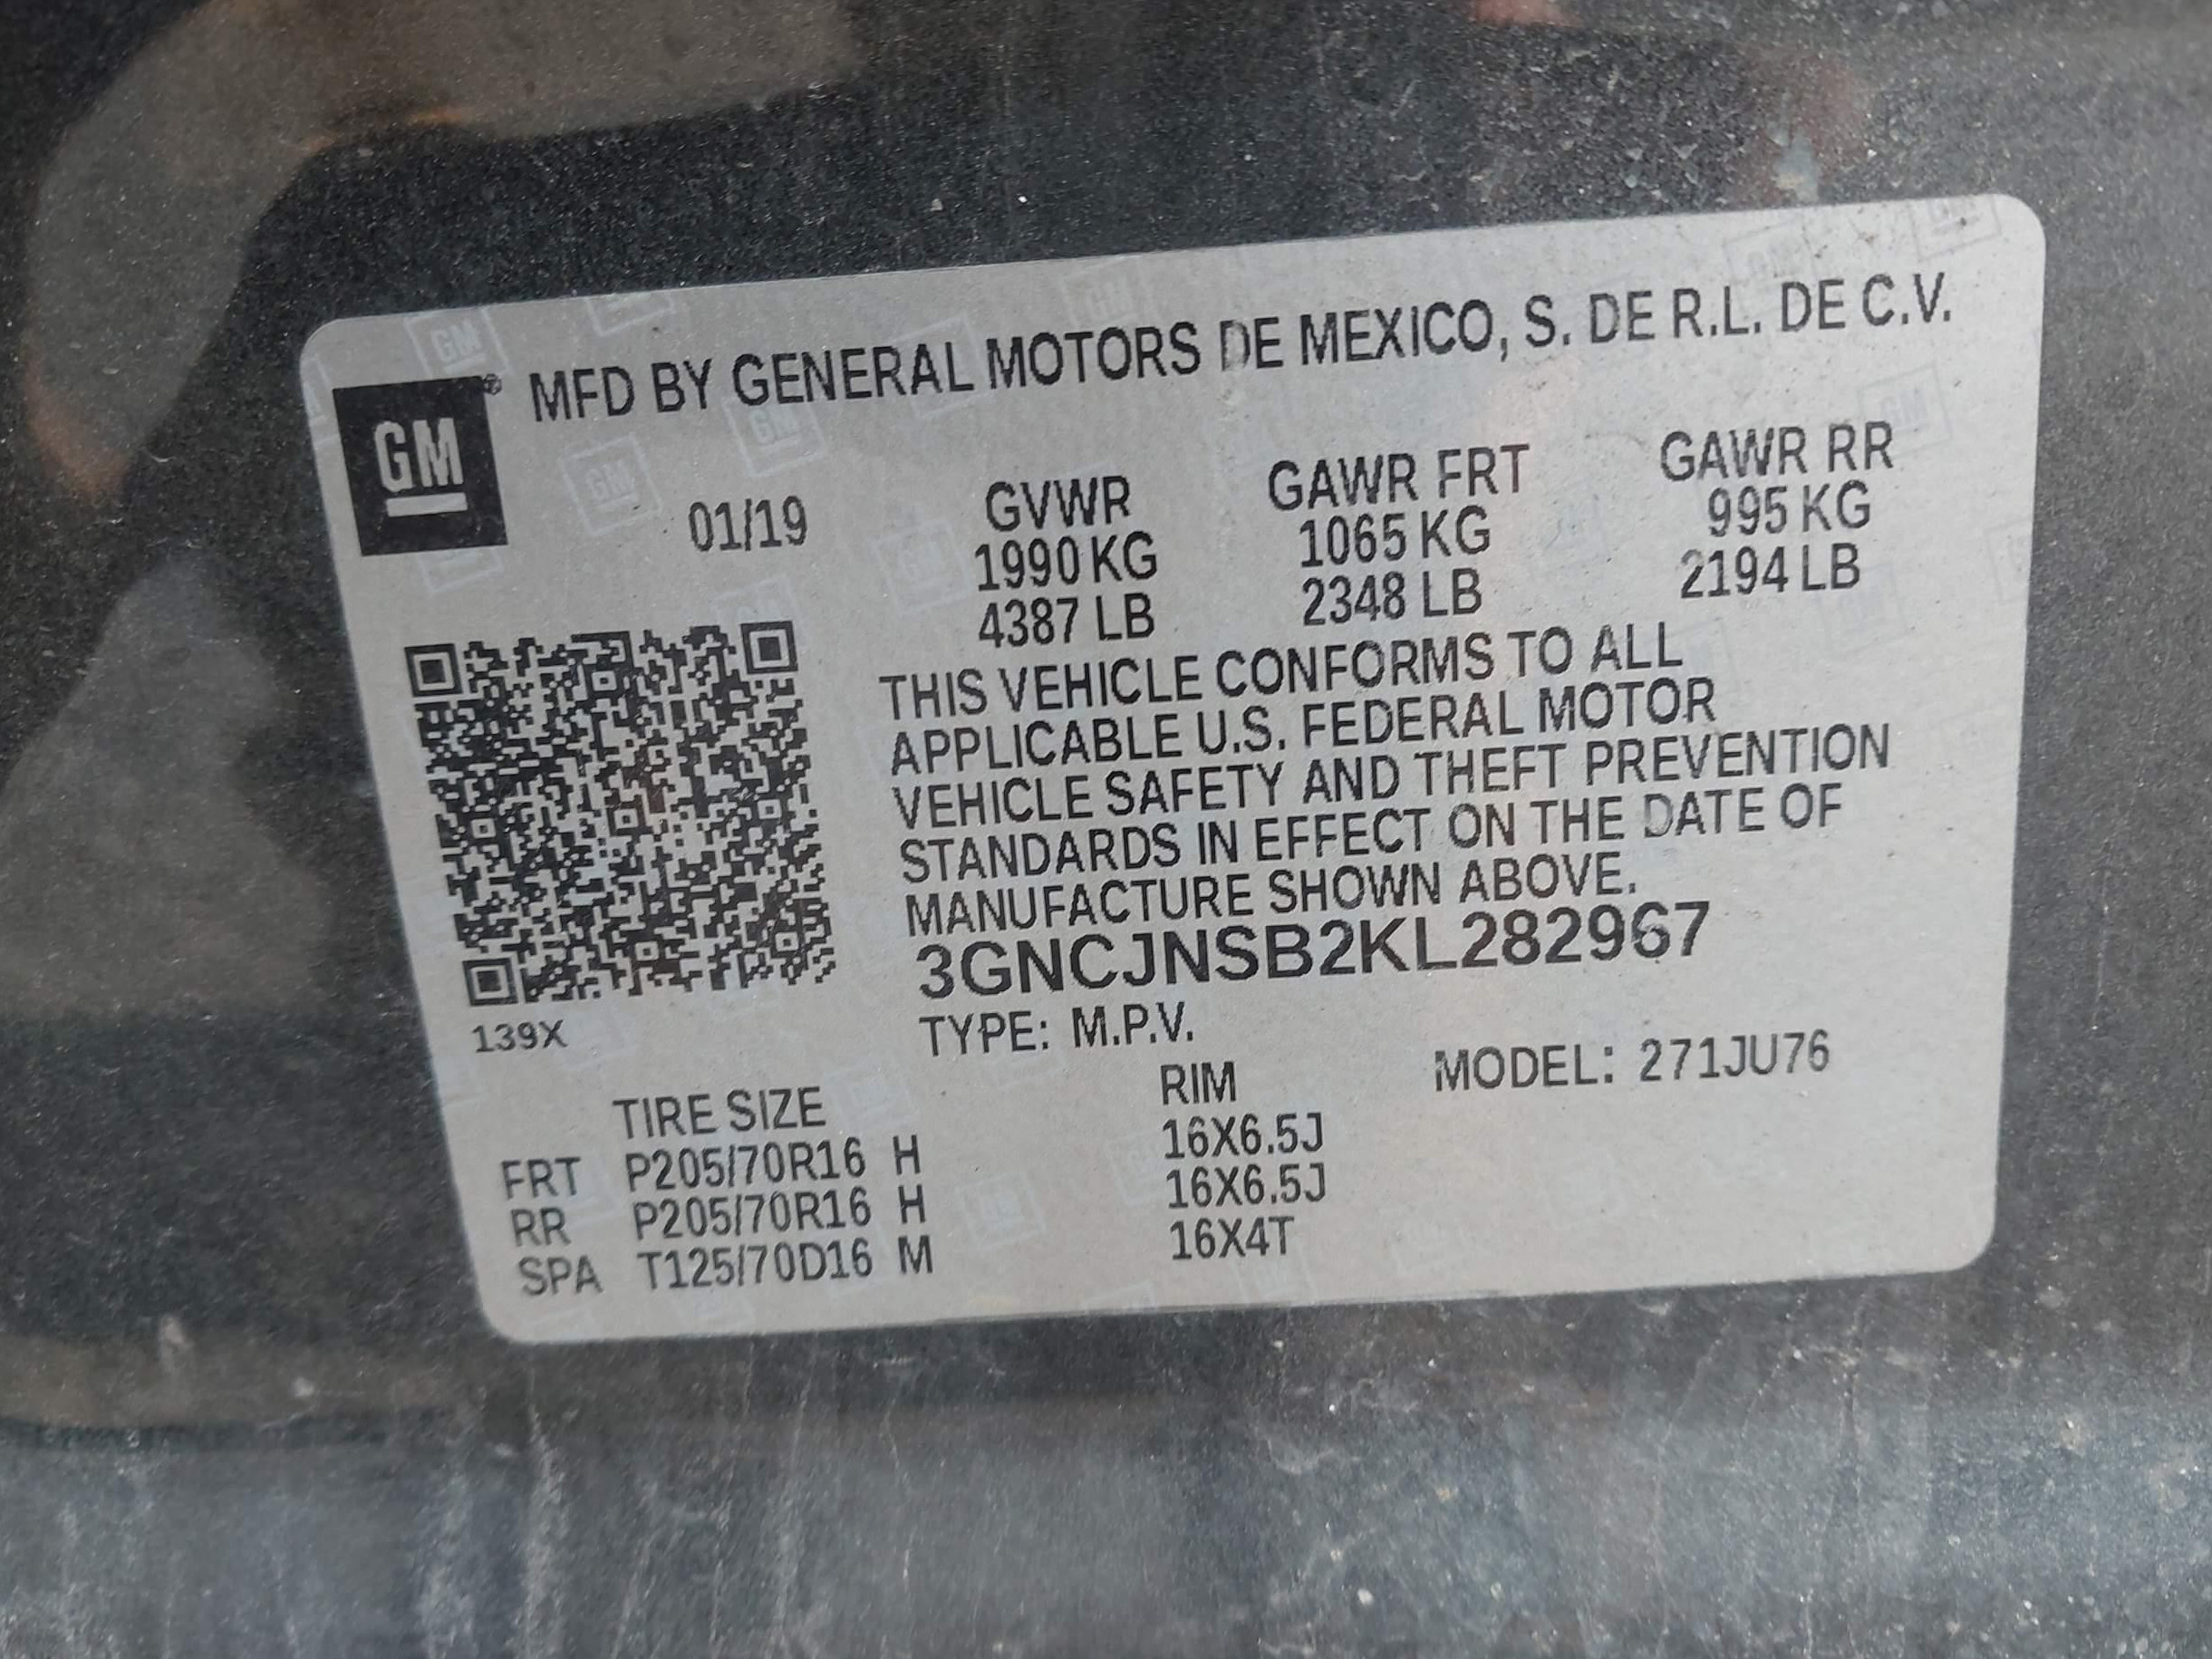 MFD BY GENERAL MOTORS DE MEXICO, S. DE R.L. DE C.V.
GM
01/19
GVWR GAWR FRT GAWR RR
1990 KG 1065 KG 995 KG
4387 LB 2348 LB 2194 LB
THIS VEHICLE CONFORMS TO ALL
APPLICABLE U.S. FEDERAL MOTOR
VEHICLE SAFETY AND THEFT PREVENTION
STANDARDS IN EFFECT ON THE DATE OF
MANUFACTURE SHOWN ABOVE.
3GNCJNSB2KL282967
139X
TYPE: M.P.V. MODEL: 271JU76
TIRE SIZE RIM
FRT P205/70R16 H 16X6.5J
RR P205/70R16 H 16X6.5J
SPA T125/70D16 M 16X4T